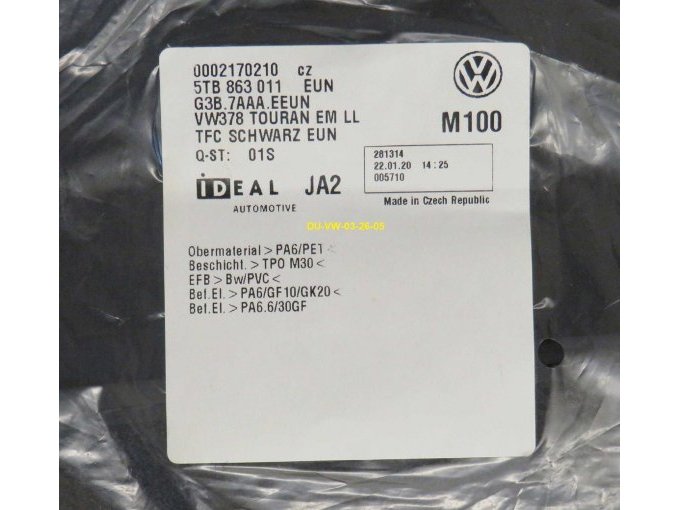 0002170210 cz
5TB 863 011 EUN
G3B.7AAA.EEUN
VW378 TOURAN EM LL
TFC SCHWARZ EUN
Q-ST: 01S
M100
281314
22.01.20 14:25
005710
IDEAL JA2
AUTOMOTIVE
Made in Czech Republic
OU-VW-03-26-05
Obermaterial > PA6/PET <
Beschicht. > TPO M30 <
EFB > Bw/PVC <
Bef.El. > PA6/GF10/GK20 <
Bef.El. > PA6.6/30GF